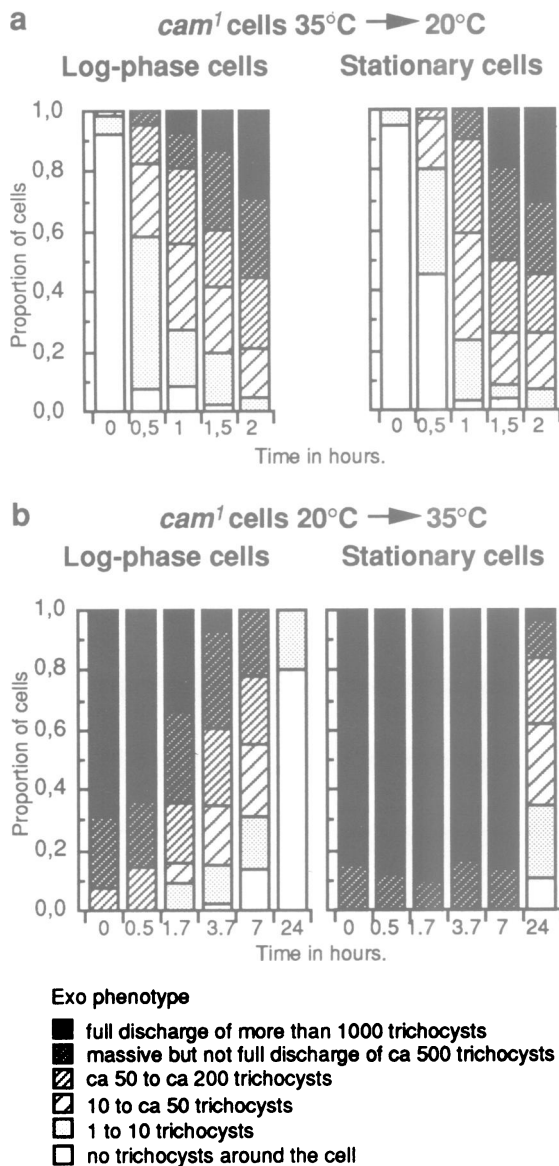 a
cam¹ cells 35°C → 20°C
Log-phase cells Stationary cells
Proportion of cells
1,0
0,8
0,6
0,4
0,2
0,0
0 0,5 1 1,5 2
0 0,5 1 1,5 2
Time in hours.
b
cam¹ cells 20°C → 35°C
Log-phase cells Stationary cells
Proportion of cells
1,0
0,8
0,6
0,4
0,2
0,0
0 0.5 1.7 3.7 7 24
0 0.5 1.7 3.7 7 24
Time in hours.
Exo phenotype
full discharge of more than 1000 trichocysts
massive but not full discharge of ca 500 trichocysts
ca 50 to ca 200 trichocysts
10 to ca 50 trichocysts
1 to 10 trichocysts
no trichocysts around the cell